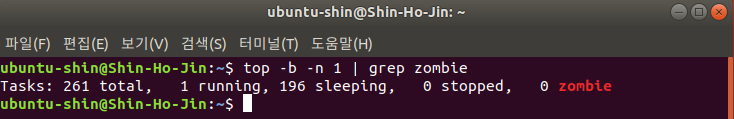 ubuntu-shin@Shin-Ho-Jin: ~
파일(F) 편집(E) 보기(V) 검색(S) 터미널(T) 도움말(H)
ubuntu-shin@Shin-Ho-Jin:~$ top -b -n 1 | grep zombie
Tasks: 261 total,   1 running, 196 sleeping,   0 stopped,   0 zombie
ubuntu-shin@Shin-Ho-Jin:~$